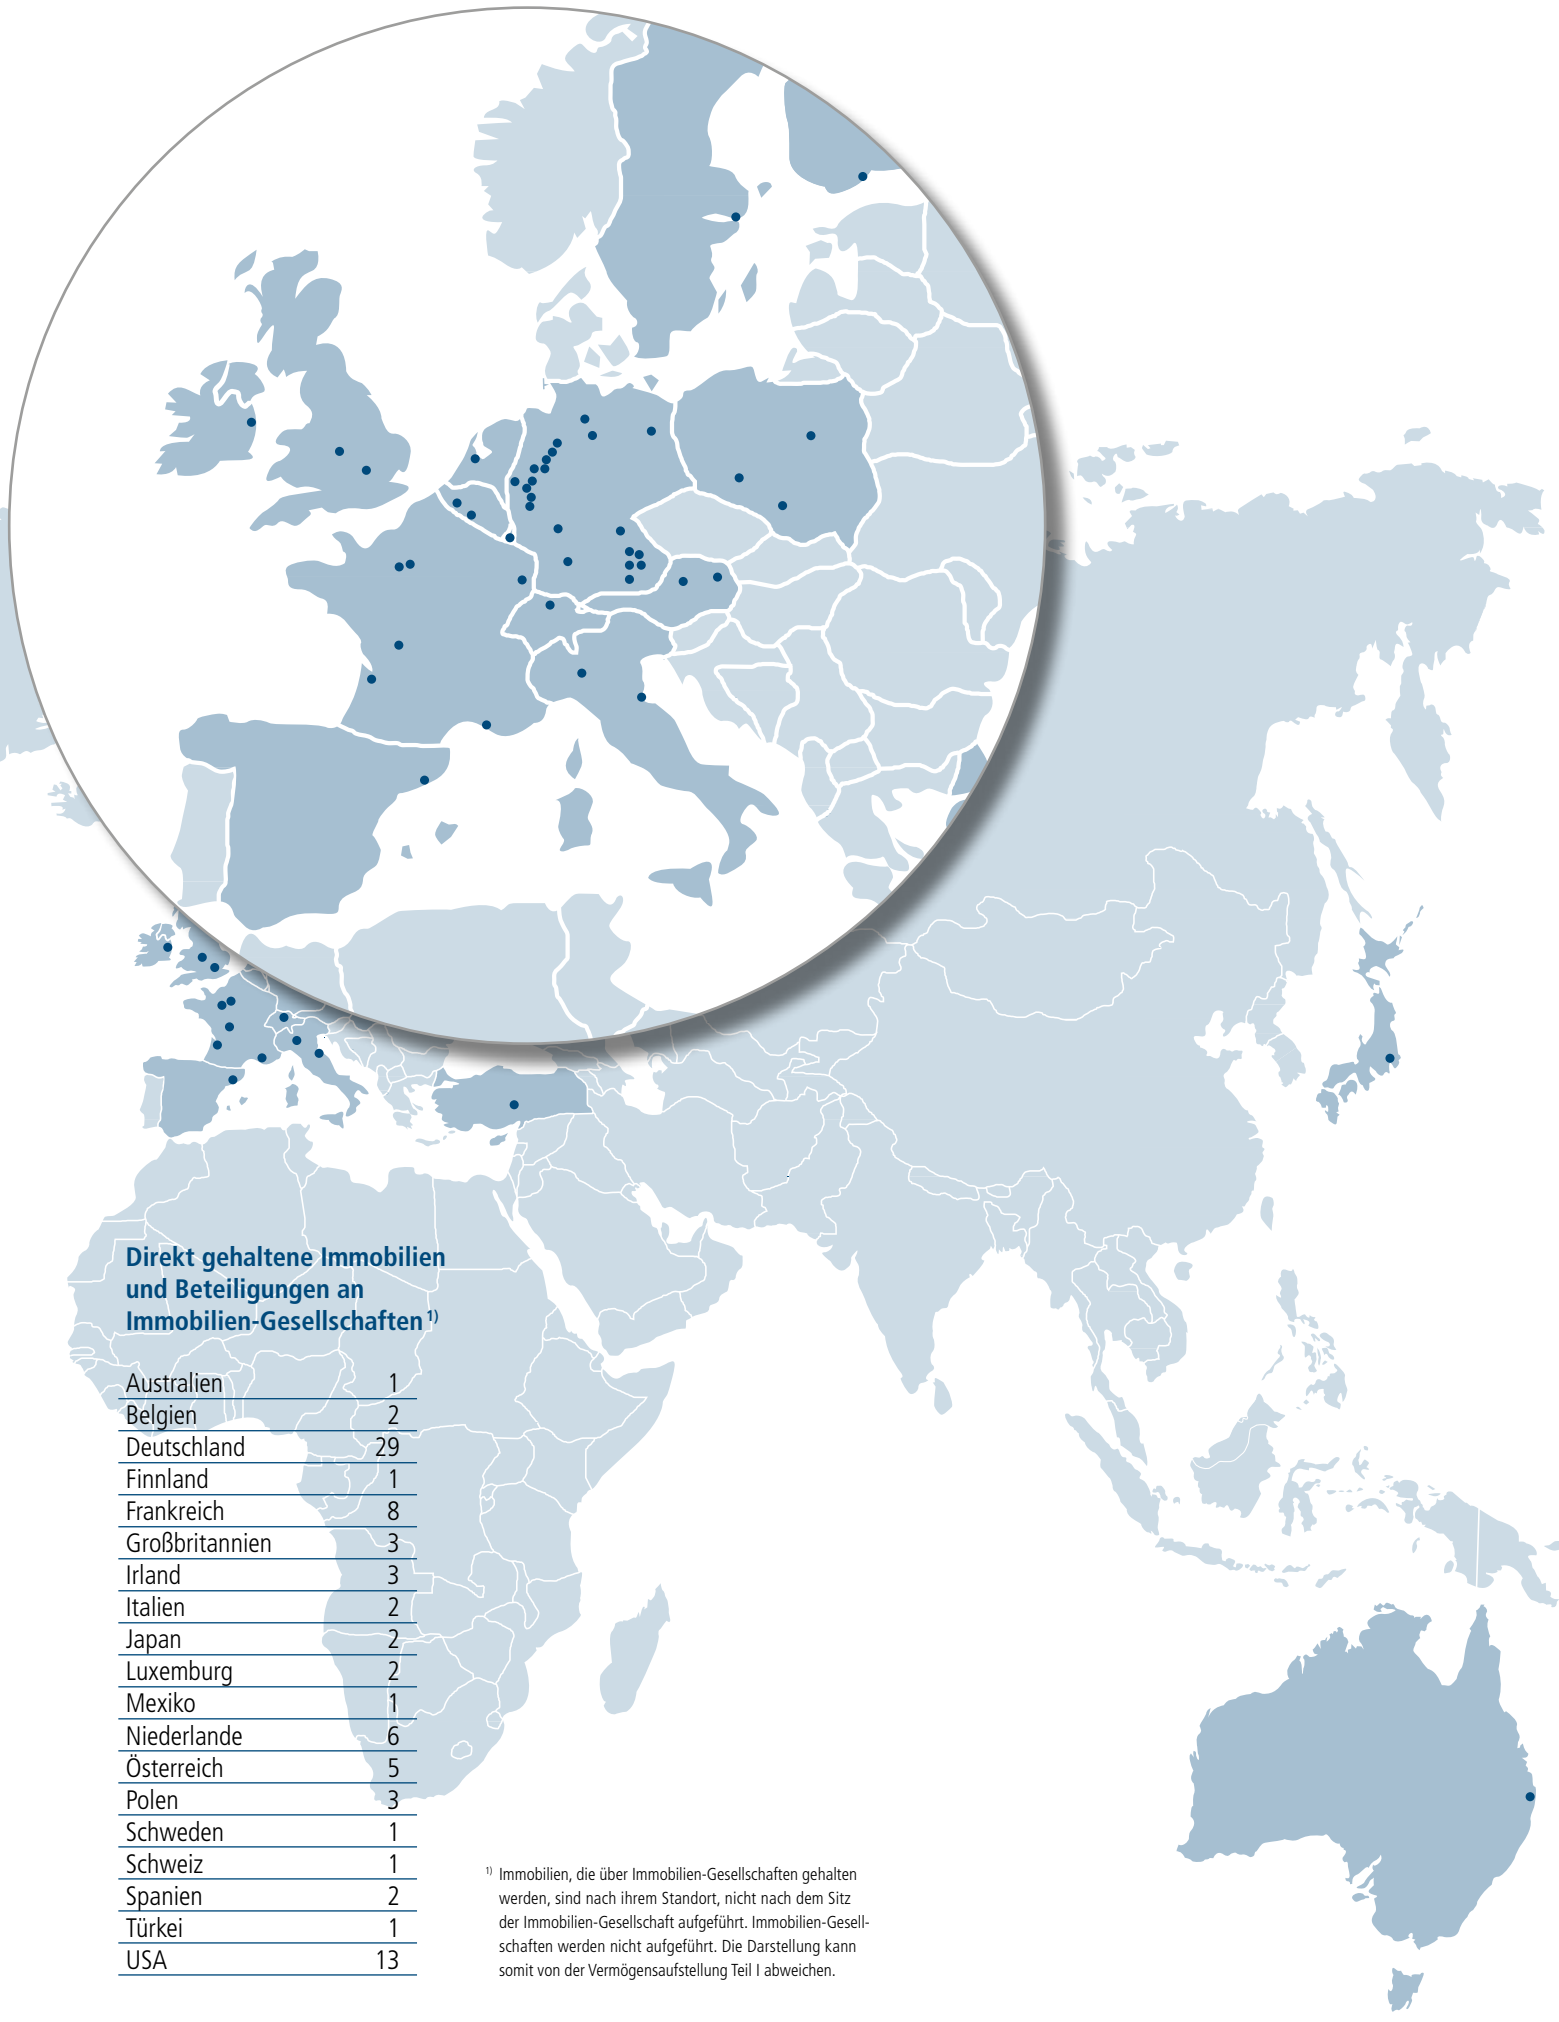 Direkt gehaltene Immobilien
und Beteiligungen an
Immobilien-Gesellschaften 1)
Australien 1
Belgien 2
Deutschland 29
Finnland 1
Frankreich 8
Großbritannien 3
Irland 3
Italien 2
Japan 2
Luxemburg 2
Mexiko 1
Niederlande 6
Österreich 5
Polen 3
Schweden 1
Schweiz 1
Spanien 2
Türkei 1
USA 13
1) Immobilien, die über Immobilien-Gesellschaften gehalten
werden, sind nach ihrem Standort, nicht nach dem Sitz
der Immobilien-Gesellschaft aufgeführt. Immobilien-Gesell-
schaften werden nicht aufgeführt. Die Darstellung kann
somit von der Vermögensaufstellung Teil I abweichen.